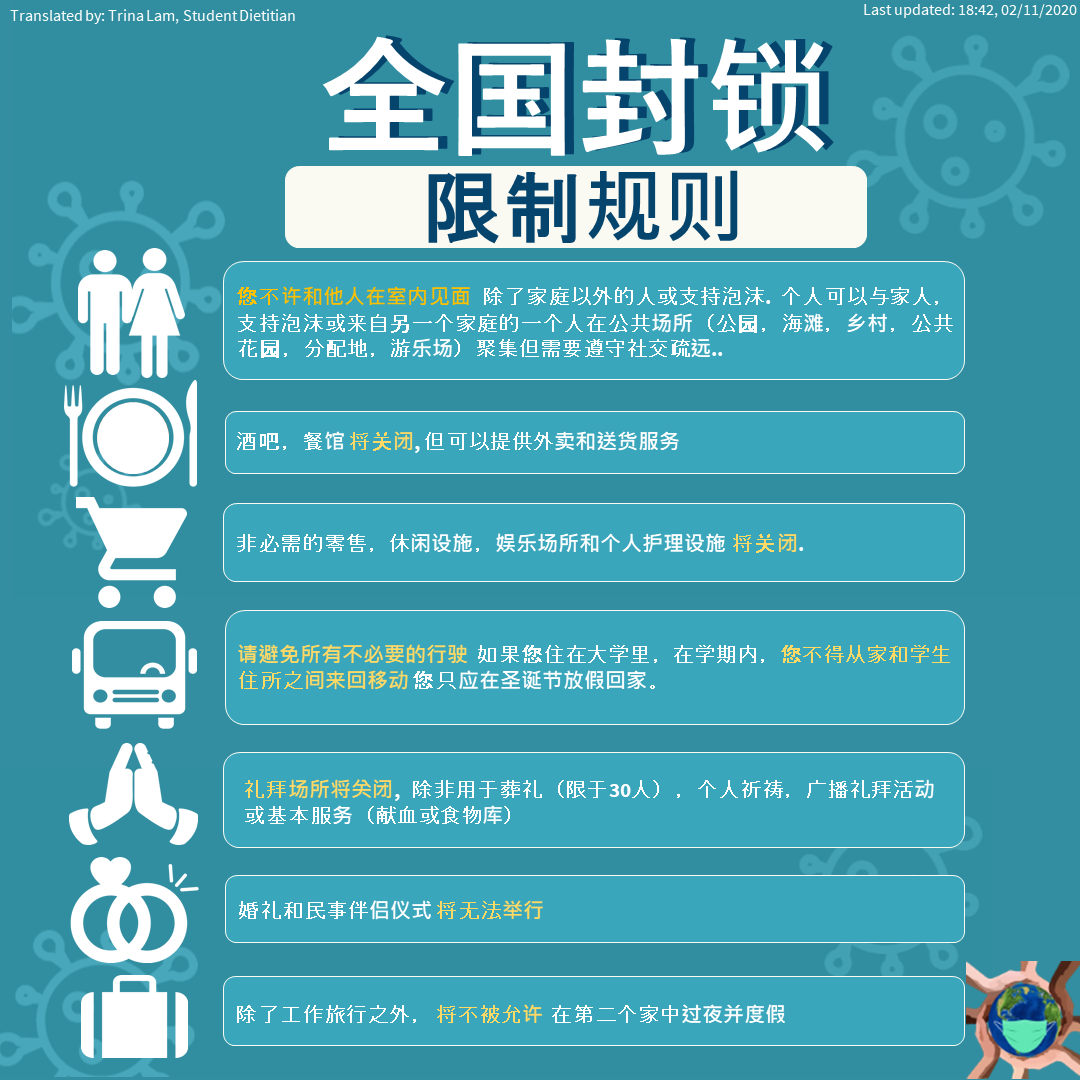 Translated by: Trina Lam, Student Dietitian
Last updated: 18:42, 02/11/2020
全国封锁
限制规则
您不许和他人在室内见面 除了家庭以外的人或支持泡沫. 个人可以与家人，
支持泡沫或来自另一个家庭的一个人在公共场所（公园，海滩，乡村，公共
花园，分配地，游乐场）聚集但需要遵守社交疏远..
酒吧，餐馆 将关闭, 但可以提供外卖和送货服务
非必需的零售，休闲设施，娱乐场所和个人护理设施 将关闭.
请避免所有不必要的行驶 如果您住在大学里，在学期内，您不得从家和学生
住所之间来回移动 您只应在圣诞节放假回家。
礼拜场所将关闭, 除非用于葬礼（限于30人），个人祈祷，广播礼拜活动
或基本服务（献血或食物库）
婚礼和民事伴侣仪式 将无法举行
除了工作旅行之外， 将不被允许 在第二个家中过夜并度假